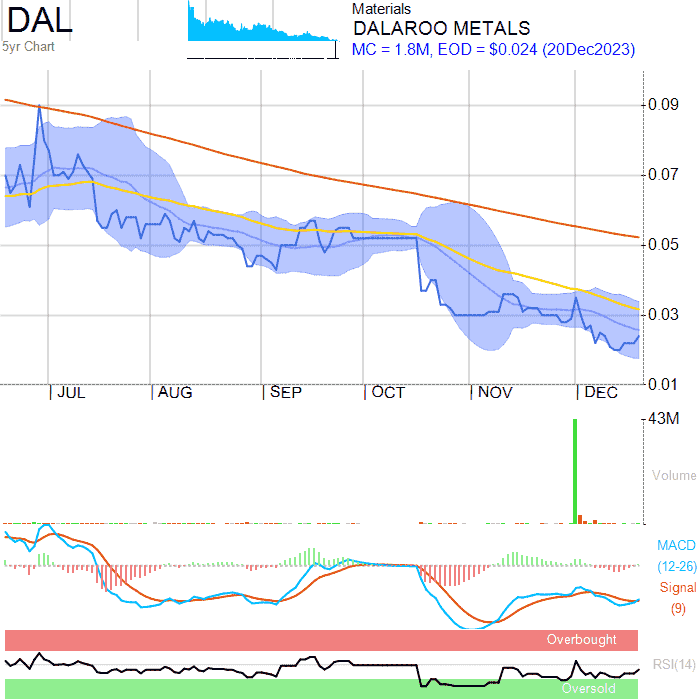 DAL
5yr Chart
Materials
DALAROO METALS
MC = 1.8M, EOD = $0.024 (20Dec2023)
0.09
0.07
0.05
0.03
0.01
JUL AUG SEP OCT NOV DEC
43M
Volume
MACD
(12-26)
Signal
(9)
Overbought
RSI(14)
Oversold